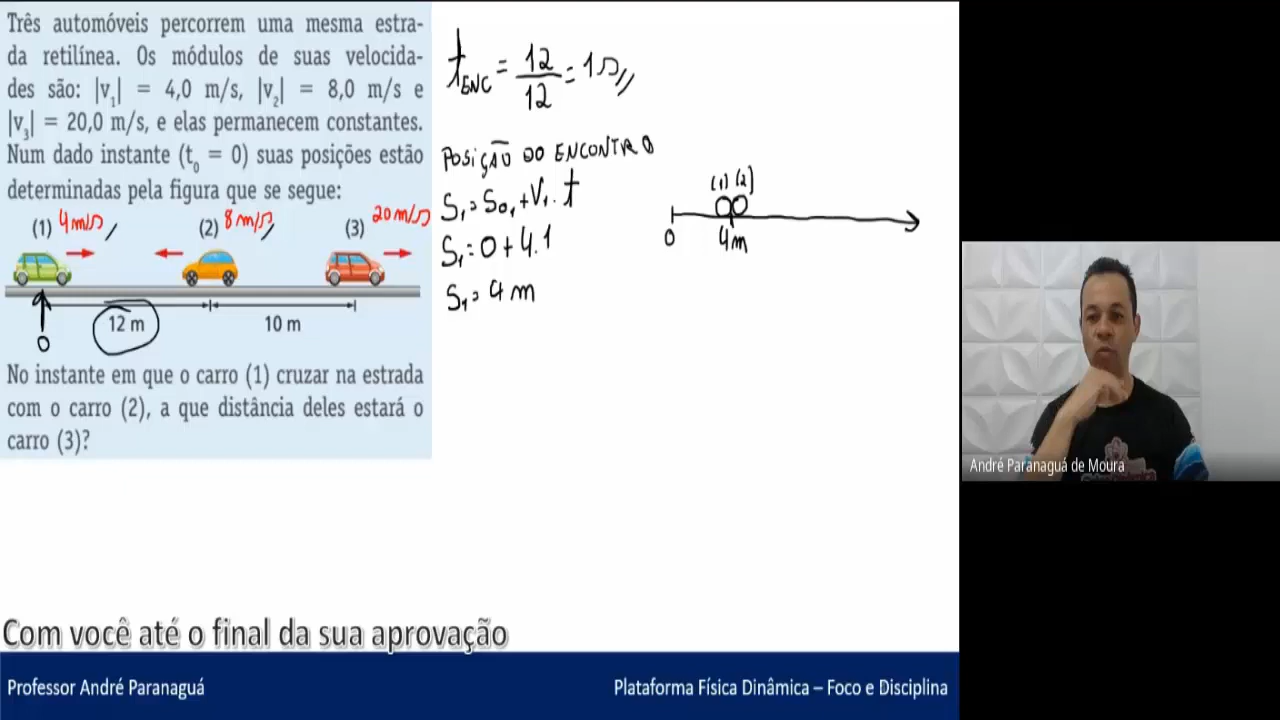 Três automóveis percorrem uma mesma estra-
da retilínea. Os módulos de suas velocida-
des são: |v₁| = 4,0 m/s, |v₂| = 8,0 m/s e
|v₃| = 20,0 m/s, e elas permanecem constantes.
Num dado instante (t₀ = 0) suas posições estão
determinadas pela figura que se segue:
(1) 4m/s (2) 8m/s (3) 20m/s
12 m 10 m
0
No instante em que o carro (1) cruzar na estrada
com o carro (2), a que distância deles estará o
carro (3)?
tENC = 12/12 = 1s
POSIÇÃO DO ENCONTRO
S₁ = S₀₁ + V₁ . t
S₁ = 0 + 4.1
S₁ = 4 m
(1) (2)
0 4m
André Paranaguá de Moura
Com você até o final da sua aprovação
Professor André Paranaguá
Plataforma Física Dinâmica – Foco e Disciplina